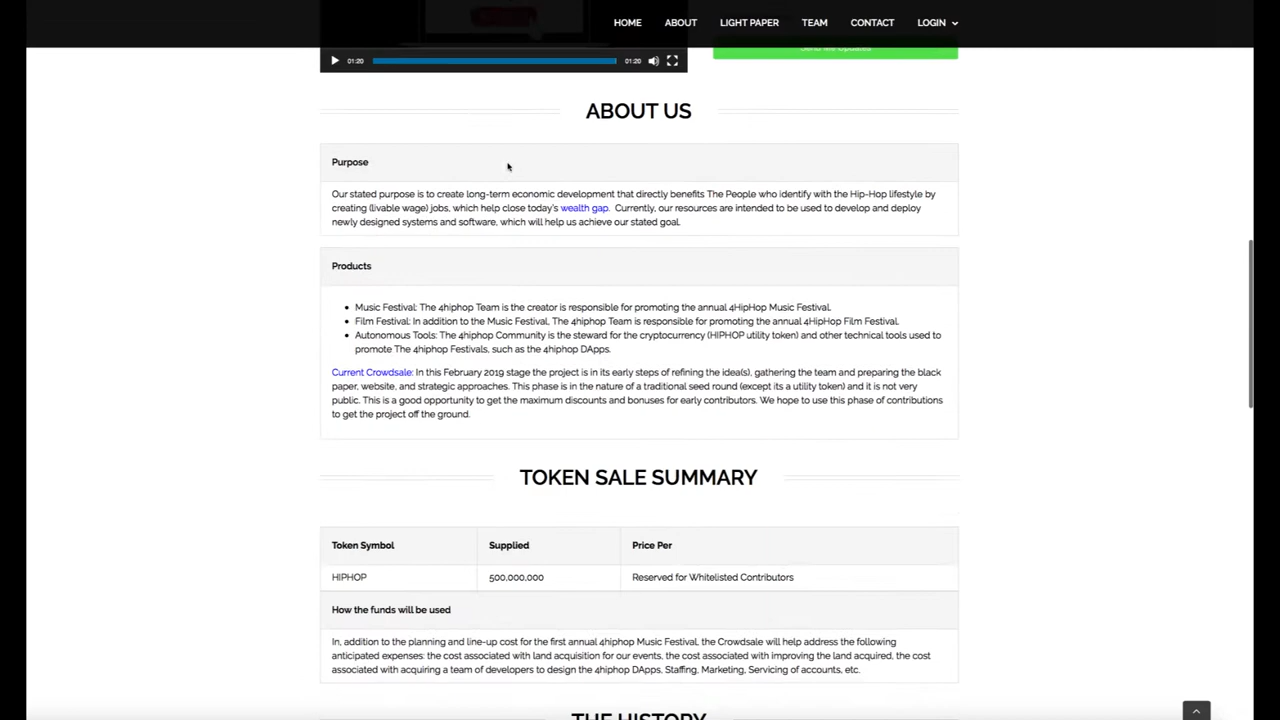 HOME ABOUT LIGHT PAPER TEAM CONTACT LOGIN
01:20 01:20
Send Me Updates
ABOUT US
Purpose
Our stated purpose is to create long-term economic development that directly benefits The People who identify with the Hip-Hop lifestyle by
creating (livable wage) jobs, which help close today's wealth gap. Currently, our resources are intended to be used to develop and deploy
newly designed systems and software, which will help us achieve our stated goal.
Products
• Music Festival: The 4hiphop Team is the creator is responsible for promoting the annual 4HipHop Music Festival.
• Film Festival: In addition to the Music Festival, The 4hiphop Team is responsible for promoting the annual 4HipHop Film Festival.
• Autonomous Tools: The 4hiphop Community is the steward for the cryptocurrency (HIPHOP utility token) and other technical tools used to
promote The 4hiphop Festivals, such as the 4hiphop DApps.
Current Crowdsale: In this February 2019 stage the project is in its early steps of refining the idea(s), gathering the team and preparing the black
paper, website, and strategic approaches. This phase is in the nature of a traditional seed round (except its a utility token) and it is not very
public. This is a good opportunity to get the maximum discounts and bonuses for early contributors. We hope to use this phase of contributions
to get the project off the ground.
TOKEN SALE SUMMARY
Token Symbol Supplied Price Per
HIPHOP 500,000,000 Reserved for Whitelisted Contributors
How the funds will be used
In, addition to the planning and line-up cost for the first annual 4hiphop Music Festival, the Crowdsale will help address the following
anticipated expenses: the cost associated with land acquisition for our events, the cost associated with improving the land acquired, the cost
associated with acquiring a team of developers to design the 4hiphop DApps, Staffing, Marketing, Servicing of accounts, etc.
THE HISTORY